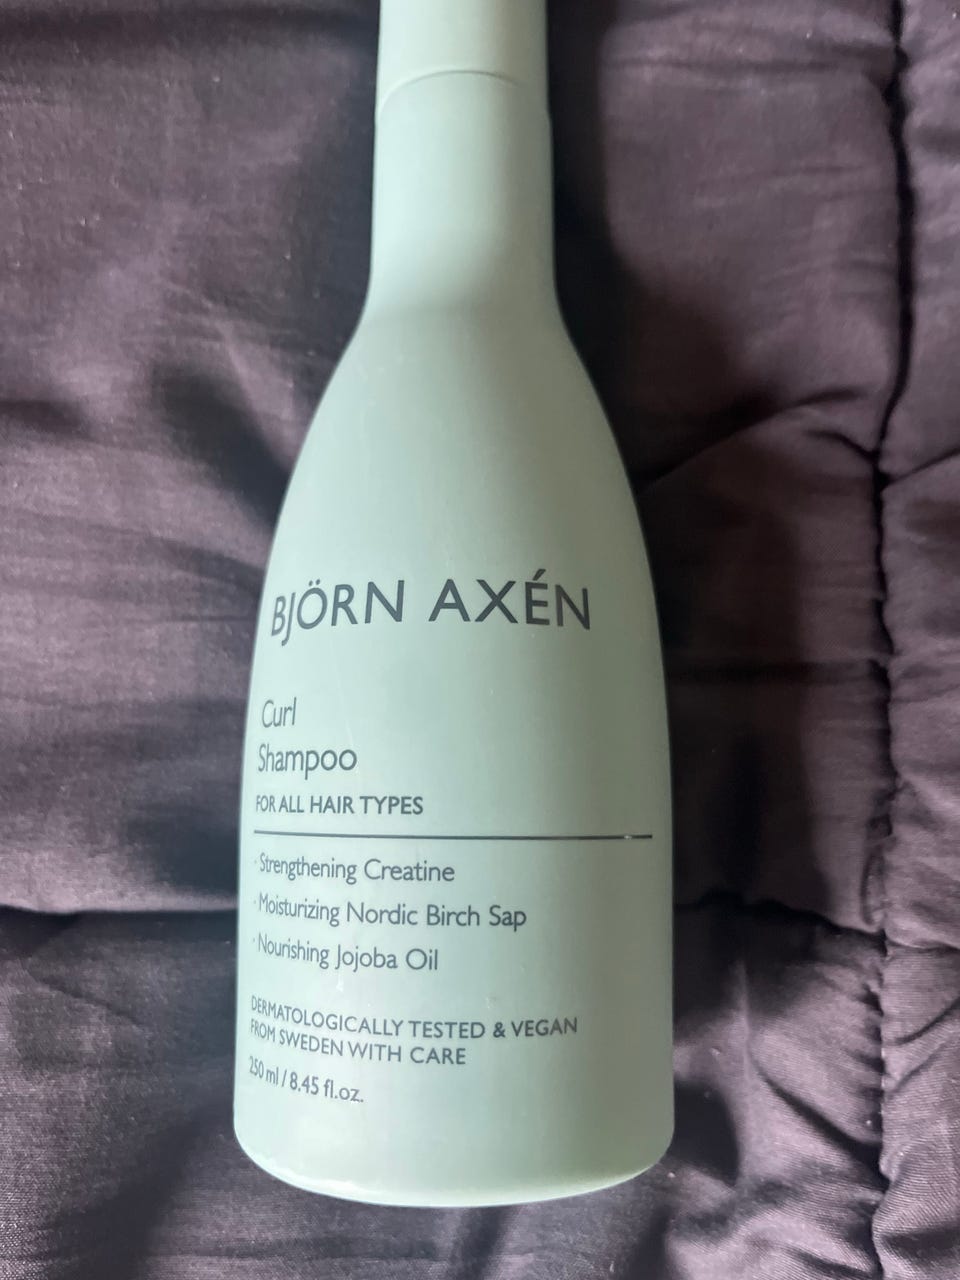 BJÖRN AXÉN
Curl
Shampoo
FOR ALL HAIR TYPES
· Strengthening Creatine
· Moisturizing Nordic Birch Sap
· Nourishing Jojoba Oil
DERMATOLOGICALLY TESTED & VEGAN
FROM SWEDEN WITH CARE
250 ml / 8.45 fl.oz.